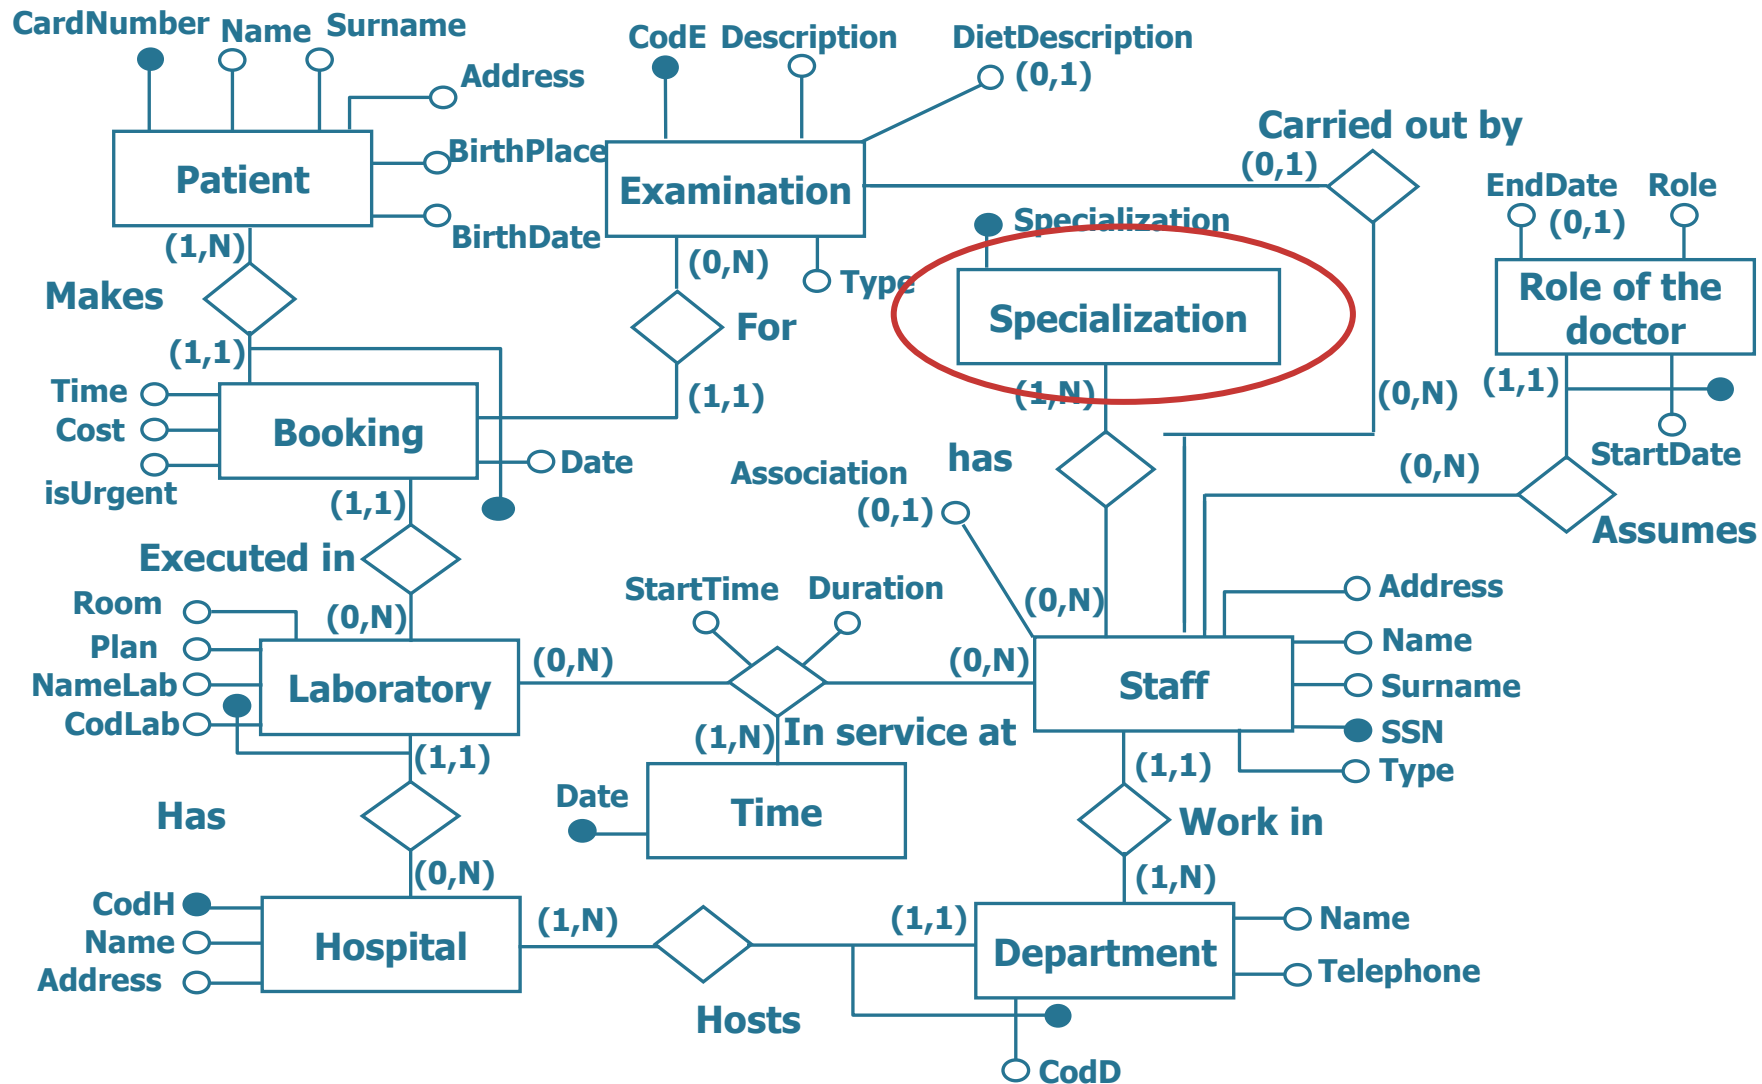 CardNumber
Name
Surname
Address
BirthPlace
BirthDate
Patient
(1,N)
Makes
(1,1)
CodE
Description
DietDescription
(0,1)
Examination
(0,N)
Type
For
(1,1)
Carried out by
(0,1)
(0,N)
Specialization
Specialization
(1,N)
has
(0,N)
EndDate
(0,1)
Role
Role of the
doctor
(1,1)
StartDate
(0,N)
Assumes
Time
Cost
isUrgent
Booking
Date
(1,1)
Executed in
(0,N)
Association
(0,1)
Room
Plan
NameLab
CodLab
Laboratory
(0,N)
StartTime
Duration
(0,N)
In service at
(1,N)
Date
Time
Staff
Address
Name
Surname
SSN
Type
(1,1)
Has
(0,N)
(1,1)
Work in
(1,N)
CodH
Name
Address
Hospital
(1,N)
Hosts
(1,1)
Department
Name
Telephone
CodD